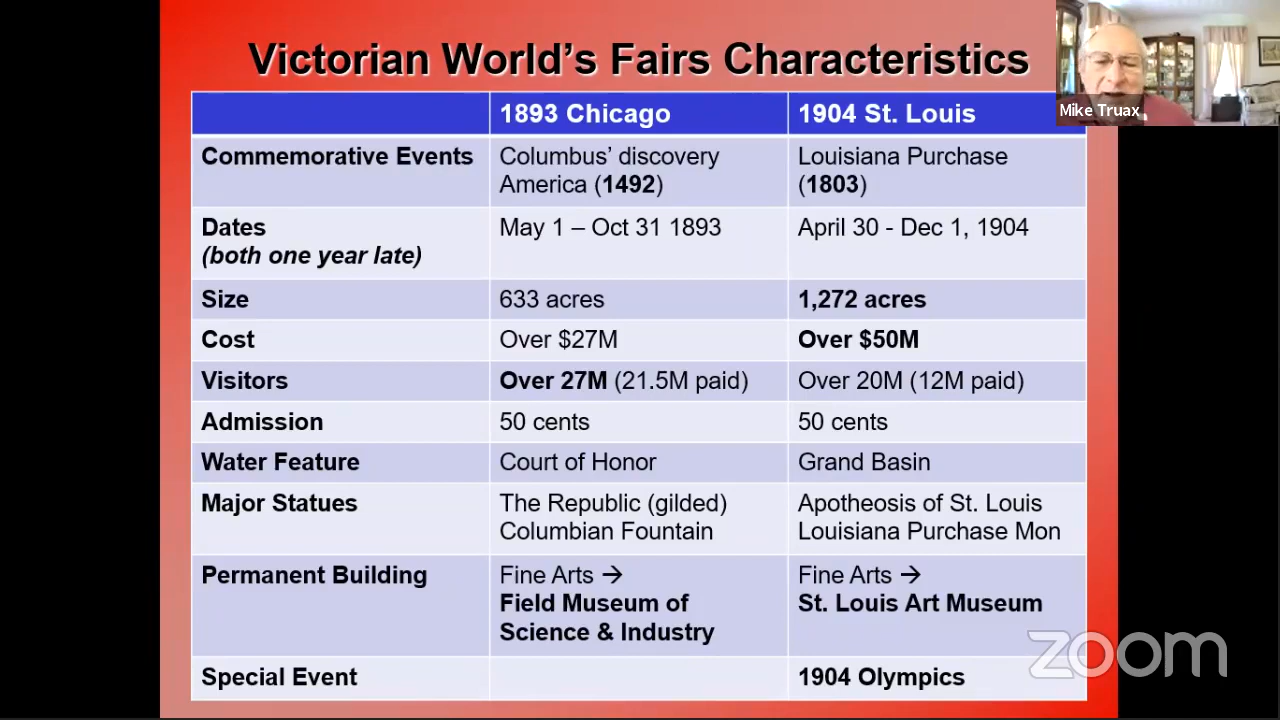 Victorian World's Fairs Characteristics
Mike Truax
1893 Chicago
1904 St. Louis
Commemorative Events
Columbus' discovery
America (1492)
Louisiana Purchase
(1803)
Dates
(both one year late)
May 1 – Oct 31 1893
April 30 - Dec 1, 1904
Size
633 acres
1,272 acres
Cost
Over $27M
Over $50M
Visitors
Over 27M (21.5M paid)
Over 20M (12M paid)
Admission
50 cents
50 cents
Water Feature
Court of Honor
Grand Basin
Major Statues
The Republic (gilded)
Columbian Fountain
Apotheosis of St. Louis
Louisiana Purchase Mon
Permanent Building
Fine Arts →
Field Museum of
Science & Industry
Fine Arts →
St. Louis Art Museum
Special Event
1904 Olympics
zoom